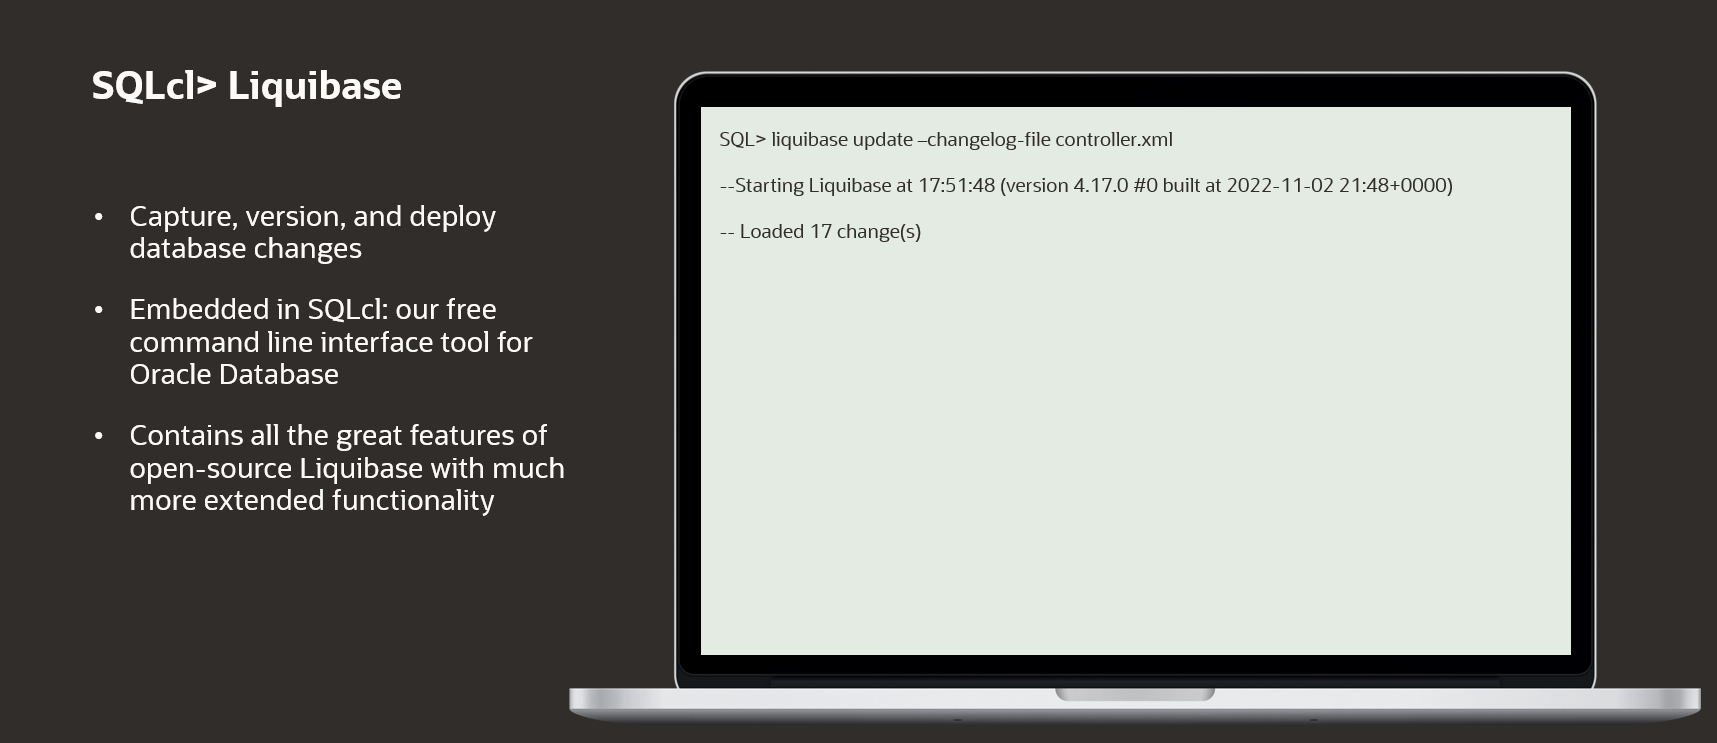 SQLcl> Liquibase
• Capture, version, and deploy
database changes
• Embedded in SQLcl: our free
command line interface tool for
Oracle Database
• Contains all the great features of
open-source Liquibase with much
more extended functionality
SQL> liquibase update –changelog-file controller.xml
--Starting Liquibase at 17:51:48 (version 4.17.0 #0 built at 2022-11-02 21:48+0000)
-- Loaded 17 change(s)